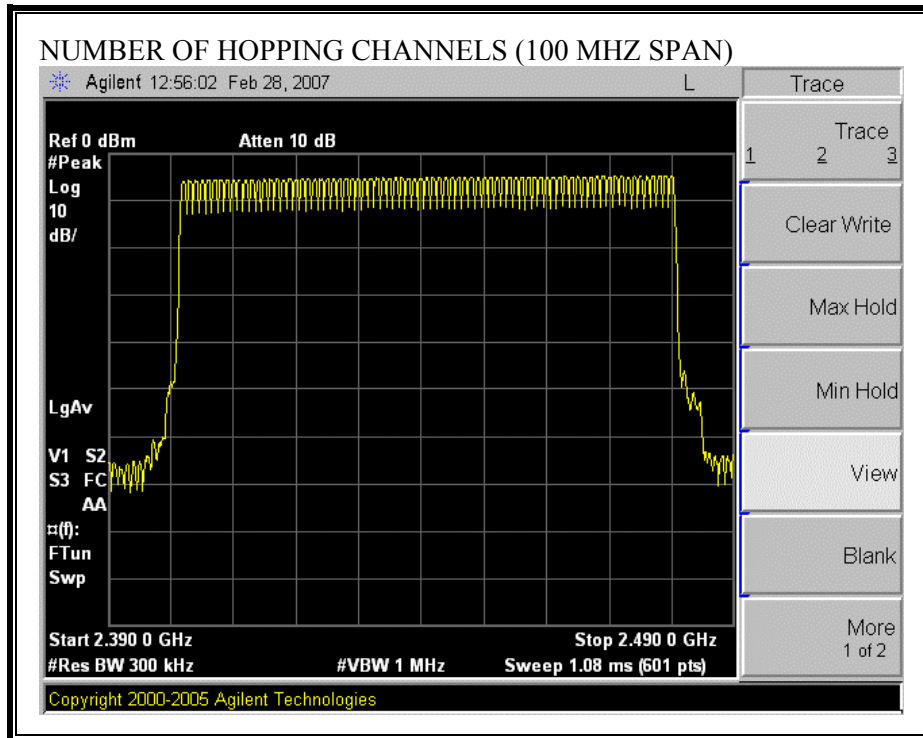 NUMBER OF HOPPING CHANNELS (100 MHZ SPAN)
Agilent 12:56:02 Feb 28, 2007
L
Trace
Ref 0 dBm
Atten 10 dB
#Peak
Log
10
dB/
LgAv
V1 S2
S3 FC
AA
¤(f):
FTun
Swp
Start 2.390 0 GHz
Stop 2.490 0 GHz
#Res BW 300 kHz
#VBW 1 MHz
Sweep 1.08 ms (601 pts)
Copyright 2000-2005 Agilent Technologies
Trace
1 2 3
Clear Write
Max Hold
Min Hold
View
Blank
More
1 of 2